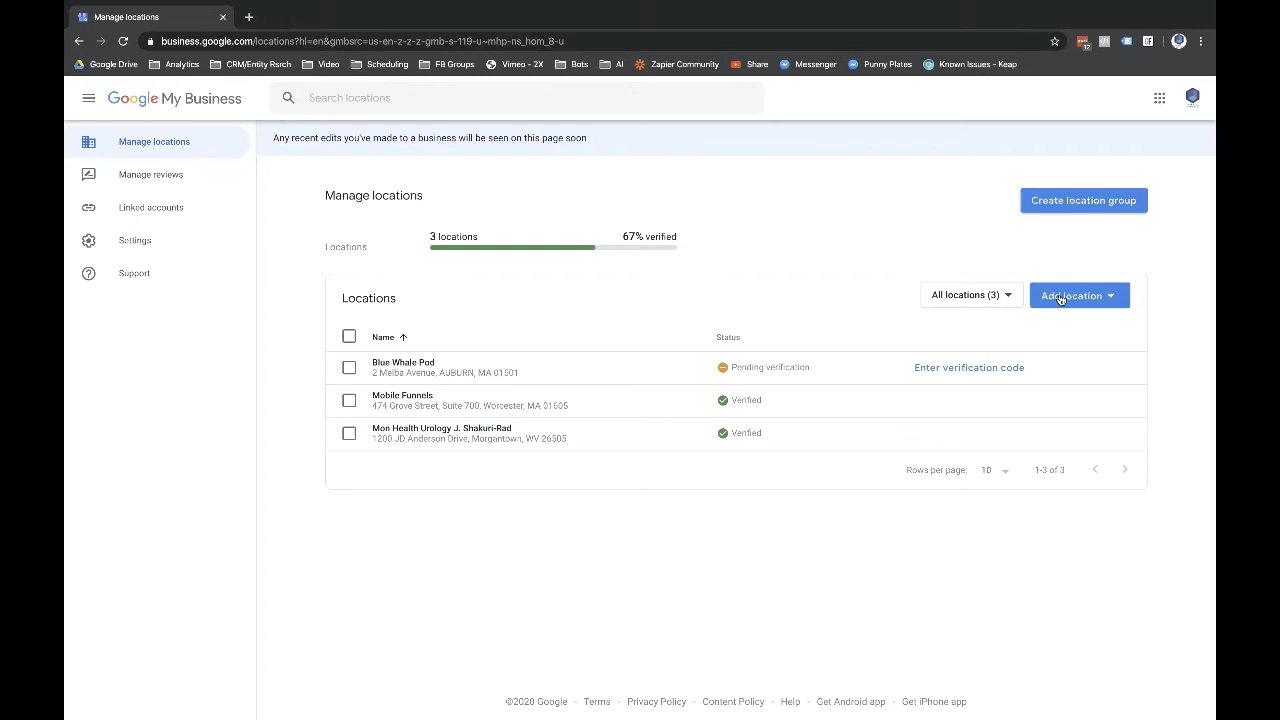 Manage locations
business.google.com/locations?hl=en&gmbsrc=us-en-z-z-z-gmb-s-119-u~mhp-ns_hom_8-u
12
Google Drive Analytics CRM/Entity Rsrch Video Scheduling FB Groups Vimeo - 2X Bots AI Zapier Community Share Messenger Punny Plates Known Issues - Keap
Google My Business
Search locations
Manage locations
Manage reviews
Linked accounts
Settings
Support
Any recent edits you've made to a business will be seen on this page soon
Manage locations
Create location group
Locations
3 locations 67% verified
Locations
All locations (3)
Add location
Name Status
Blue Whale Pod
2 Melba Avenue, AUBURN, MA 01501
Pending verification
Enter verification code
Mobile Funnels
474 Grove Street, Suite 700, Worcester, MA 01605
Verified
Mon Health Urology J. Shakuri-Rad
1200 JD Anderson Drive, Morgantown, WV 26505
Verified
Rows per page: 10 1-3 of 3
©2020 Google - Terms - Privacy Policy - Content Policy - Help - Get Android app - Get iPhone app